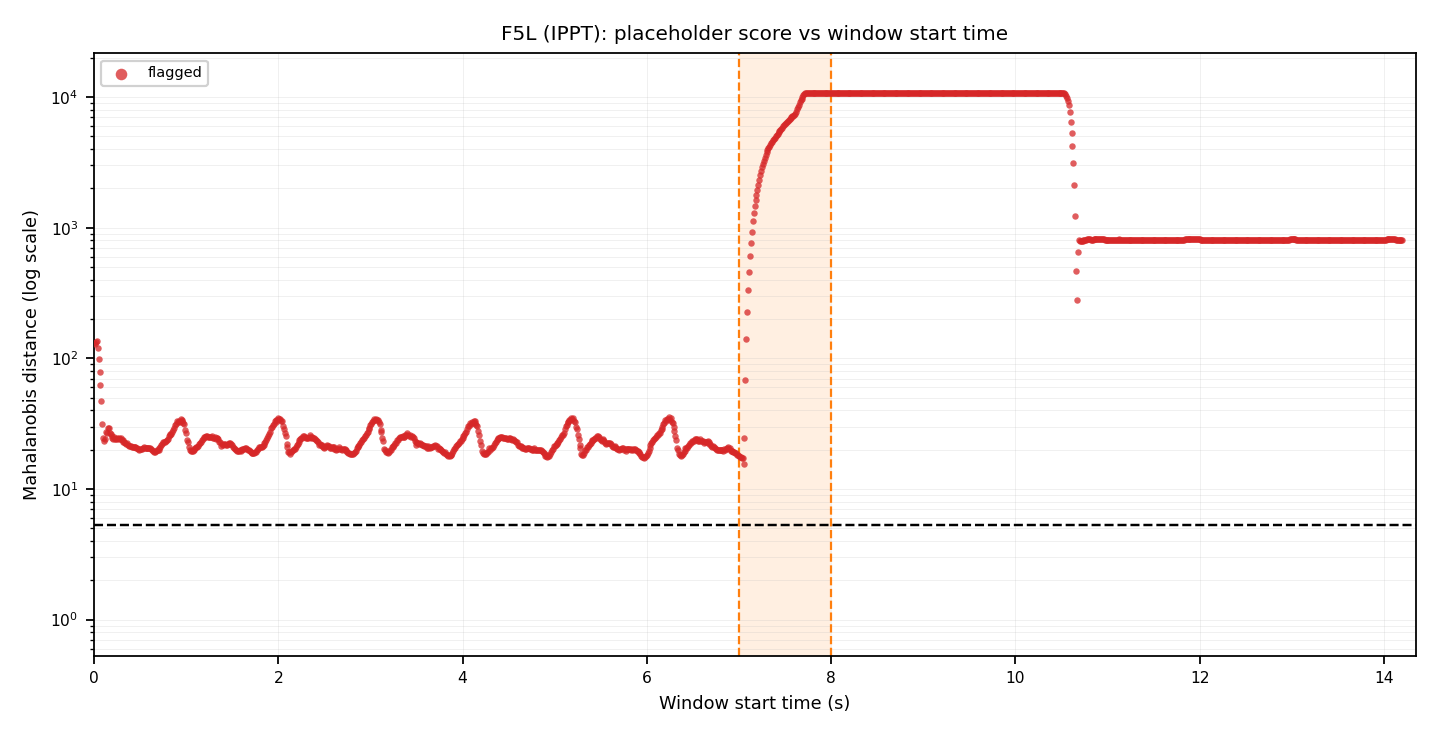 F5L (IPPT): placeholder score vs window start time
flagged
Mahalanobis distance (log scale)
10⁴
10³
10²
10¹
10⁰
0 2 4 6 8 10 12 14
Window start time (s)